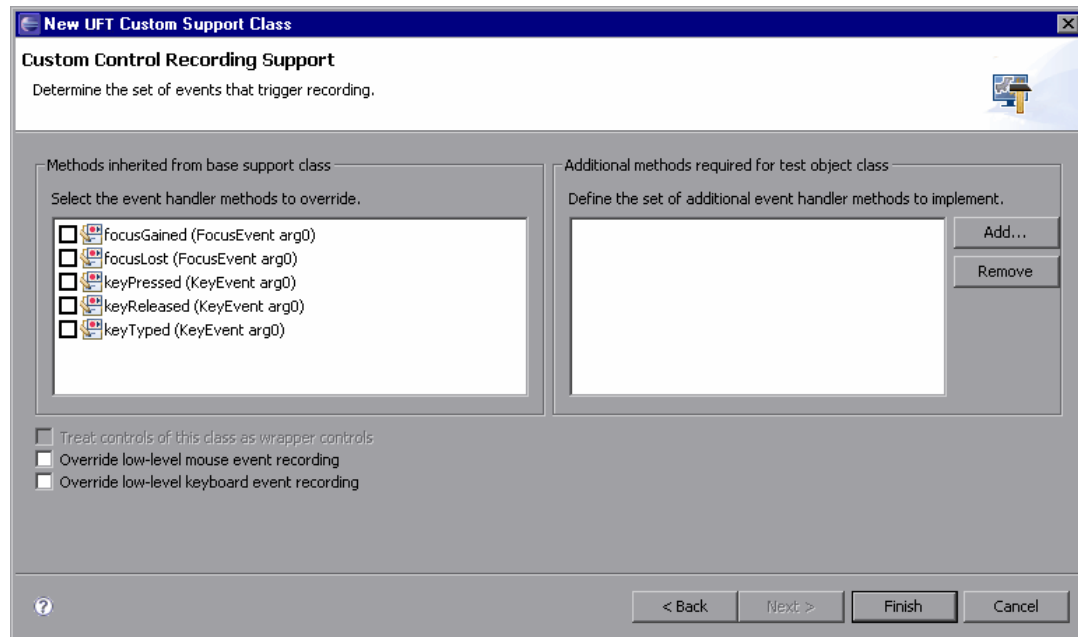 New UFT Custom Support Class
Custom Control Recording Support
Determine the set of events that trigger recording.
Methods inherited from base support class
Select the event handler methods to override.
focusGained (FocusEvent arg0)
focusLost (FocusEvent arg0)
keyPressed (KeyEvent arg0)
keyReleased (KeyEvent arg0)
keyTyped (KeyEvent arg0)
Additional methods required for test object class
Define the set of additional event handler methods to implement.
Add...
Remove
Treat controls of this class as wrapper controls
Override low-level mouse event recording
Override low-level keyboard event recording
?
< Back
Next >
Finish
Cancel